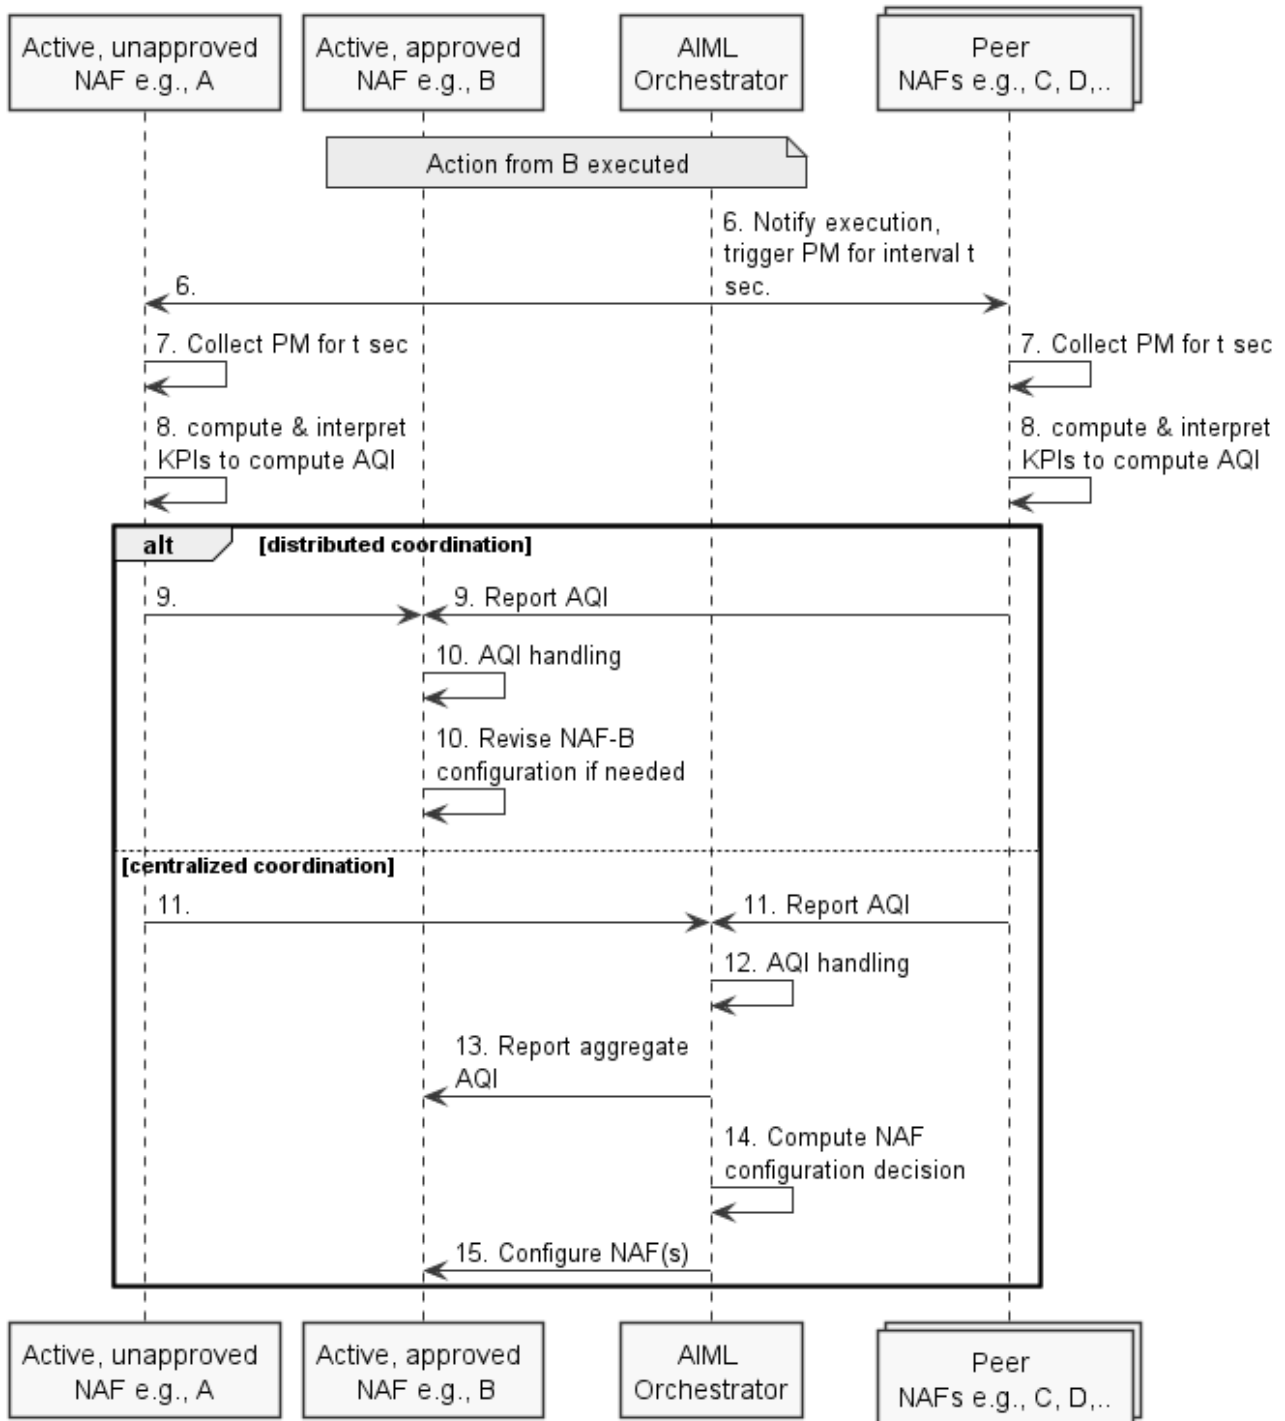 Active, unapproved
NAF e.g., A
Active, approved
NAF e.g., B
AIML
Orchestrator
Peer
NAFs e.g., C, D,..
Action from B executed
6. Notify execution,
trigger PM for interval t
sec.
6.
7. Collect PM for t sec
7. Collect PM for t sec
8. compute & interpret
KPIs to compute AQI
8. compute & interpret
KPIs to compute AQI
alt
[distributed coordination]
9.
9. Report AQI
10. AQI handling
10. Revise NAF-B
configuration if needed
[centralized coordination]
11.
11. Report AQI
12. AQI handling
13. Report aggregate
AQI
14. Compute NAF
configuration decision
15. Configure NAF(s)
Active, unapproved
NAF e.g., A
Active, approved
NAF e.g., B
AIML
Orchestrator
Peer
NAFs e.g., C, D,..